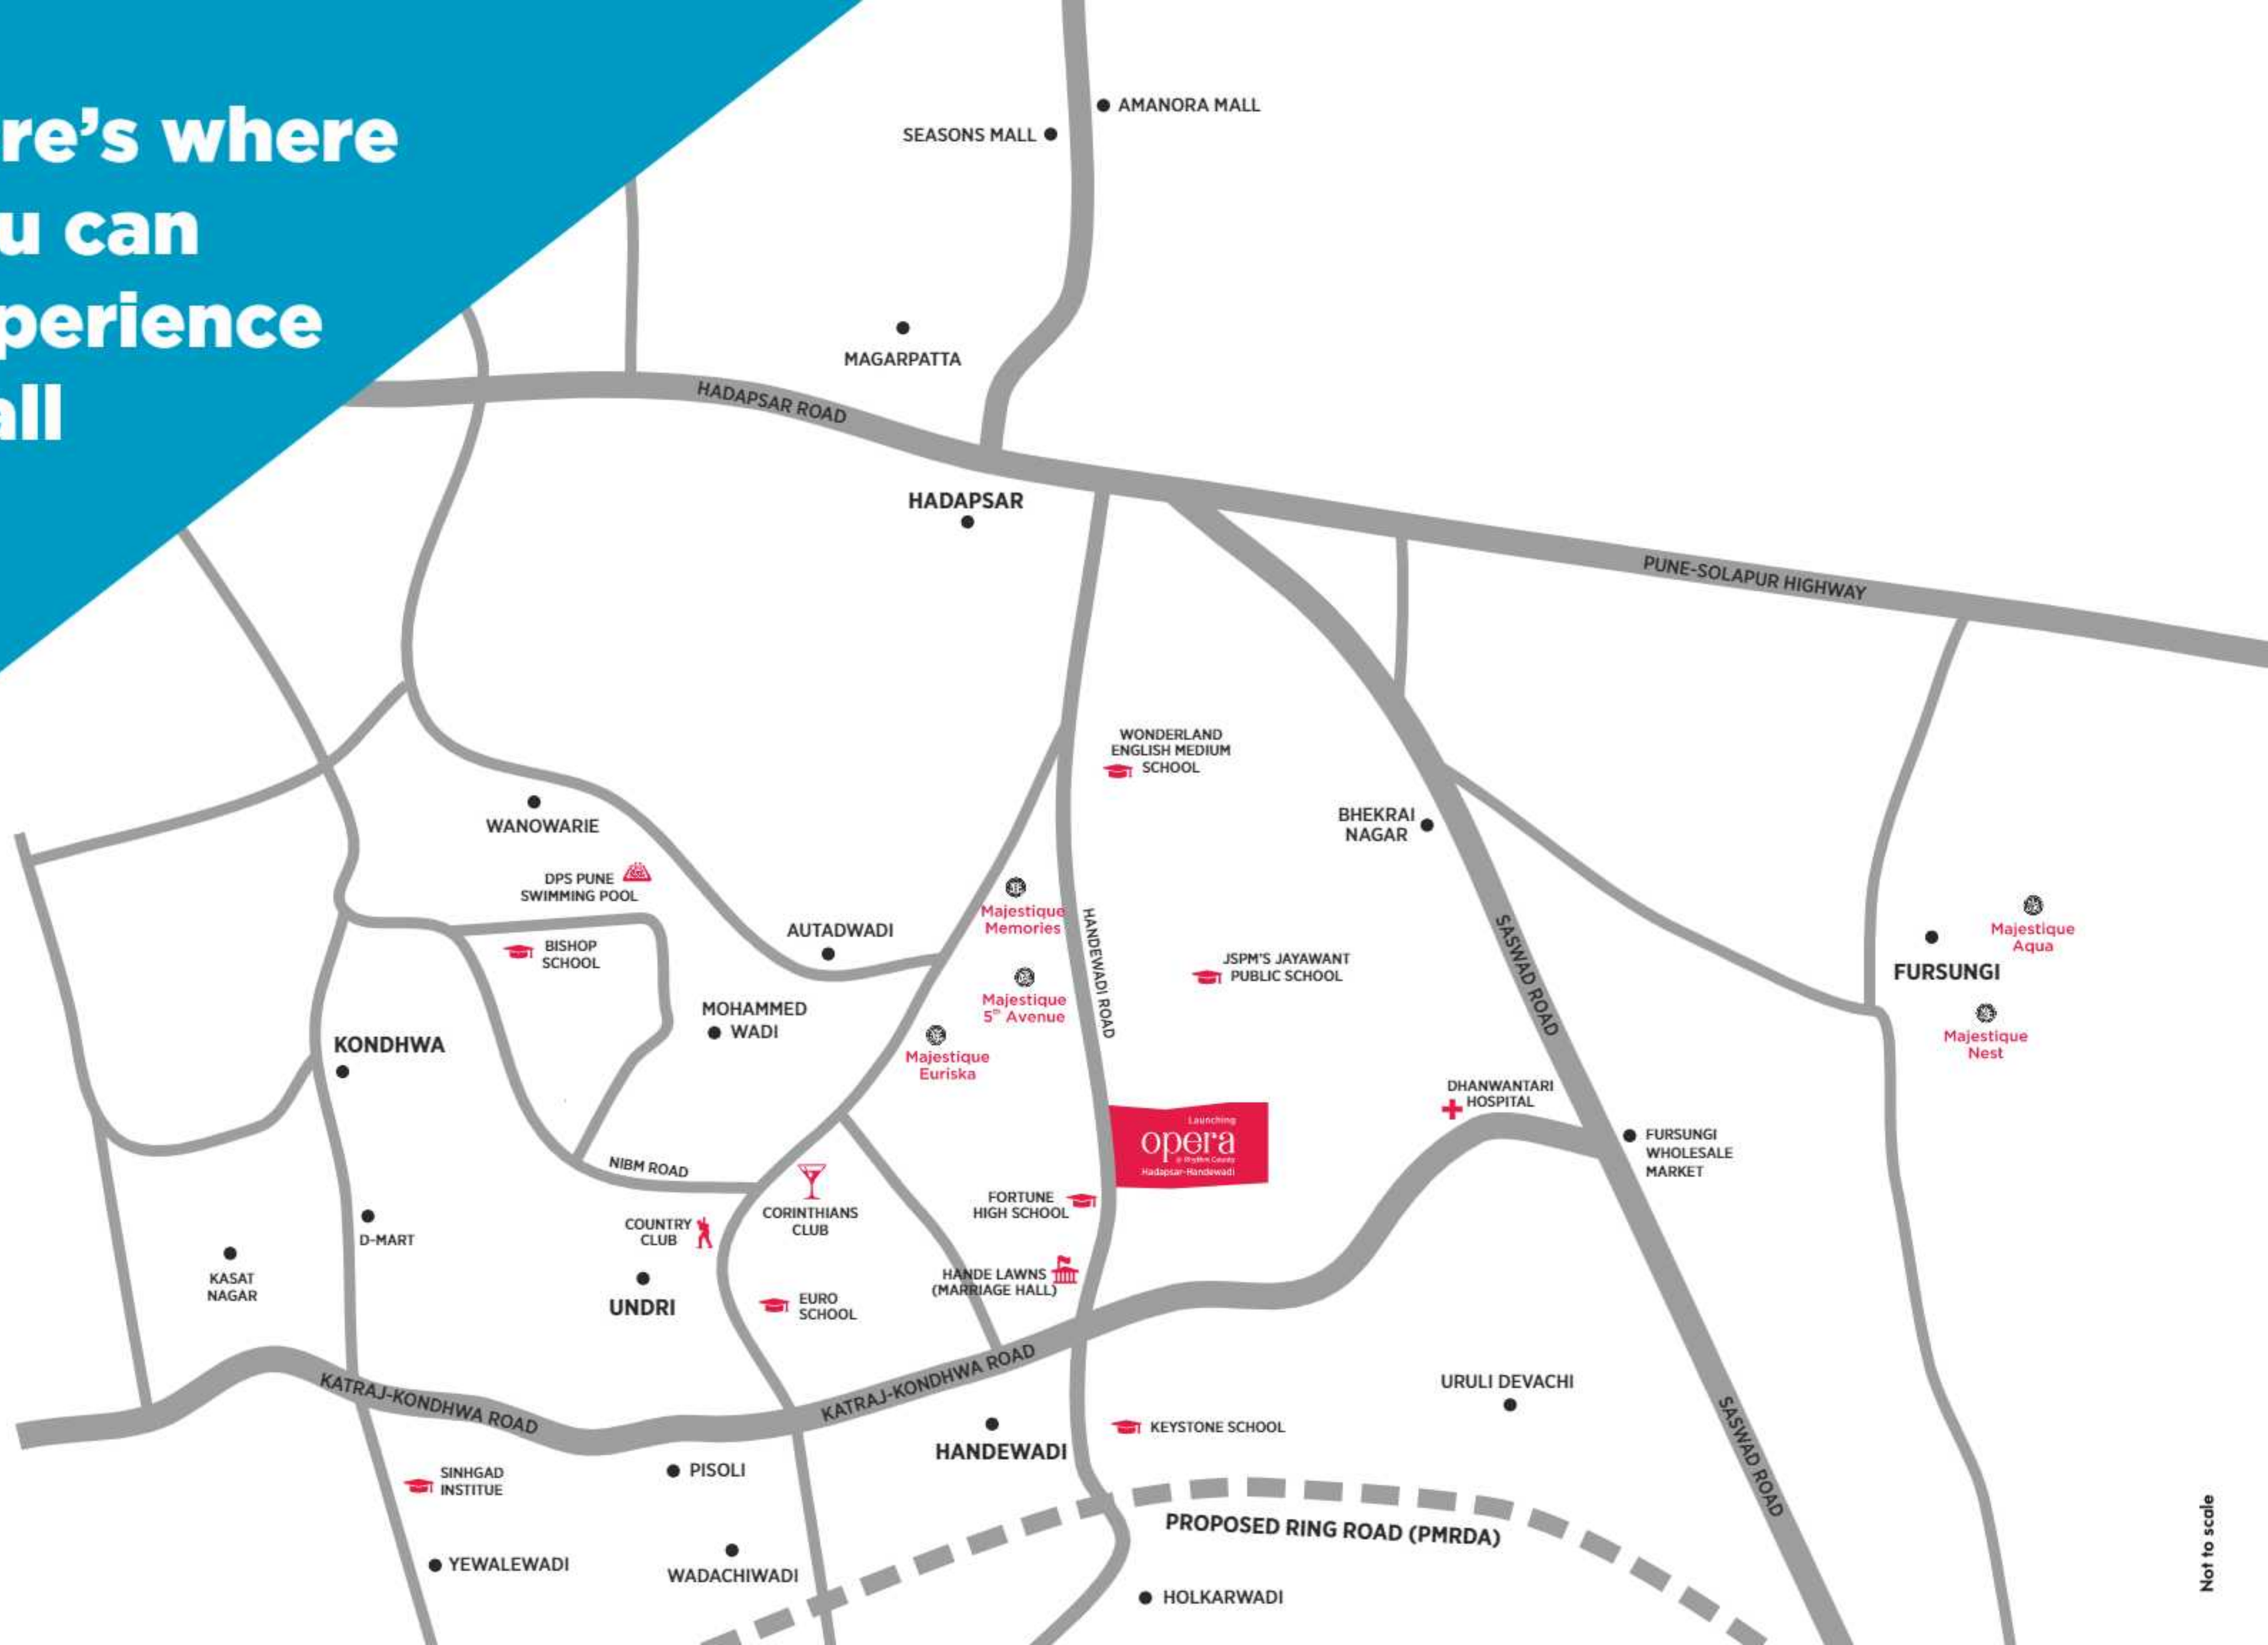 re's where
u can
perience
all
AMANORA MALL
SEASONS MALL
MAGARPATTA
HADAPSAR ROAD
HADAPSAR
PUNE-SOLAPUR HIGHWAY
WONDERLAND
ENGLISH MEDIUM
SCHOOL
BHEKRAI
NAGAR
WANOWARIE
DPS PUNE
SWIMMING POOL
BISHOP
SCHOOL
AUTADWADI
Majestique
Memories
HANDEWADI ROAD
JSPM'S JAYAWANT
PUBLIC SCHOOL
SASWAD ROAD
Majestique
Aqua
FURSUNGI
Majestique
Nest
MOHAMMED
WADI
Majestique
5th Avenue
Majestique
Euriska
KONDHWA
DHANWANTARI
HOSPITAL
FURSUNGI
WHOLESALE
MARKET
Launching
opera
@ Rhythm County
Hadapsar-Handewadi
NIBM ROAD
CORINTHIANS
CLUB
COUNTRY
CLUB
FORTUNE
HIGH SCHOOL
D-MART
KASAT
NAGAR
UNDRI
EURO
SCHOOL
HANDE LAWNS
(MARRIAGE HALL)
KATRAJ-KONDHWA ROAD
KATRAJ-KONDHWA ROAD
URULI DEVACHI
SASWAD ROAD
HANDEWADI
KEYSTONE SCHOOL
SINHGAD
INSTITUE
PISOLI
PROPOSED RING ROAD (PMRDA)
YEWALEWADI
WADACHIWADI
HOLKARWADI
Not to scale